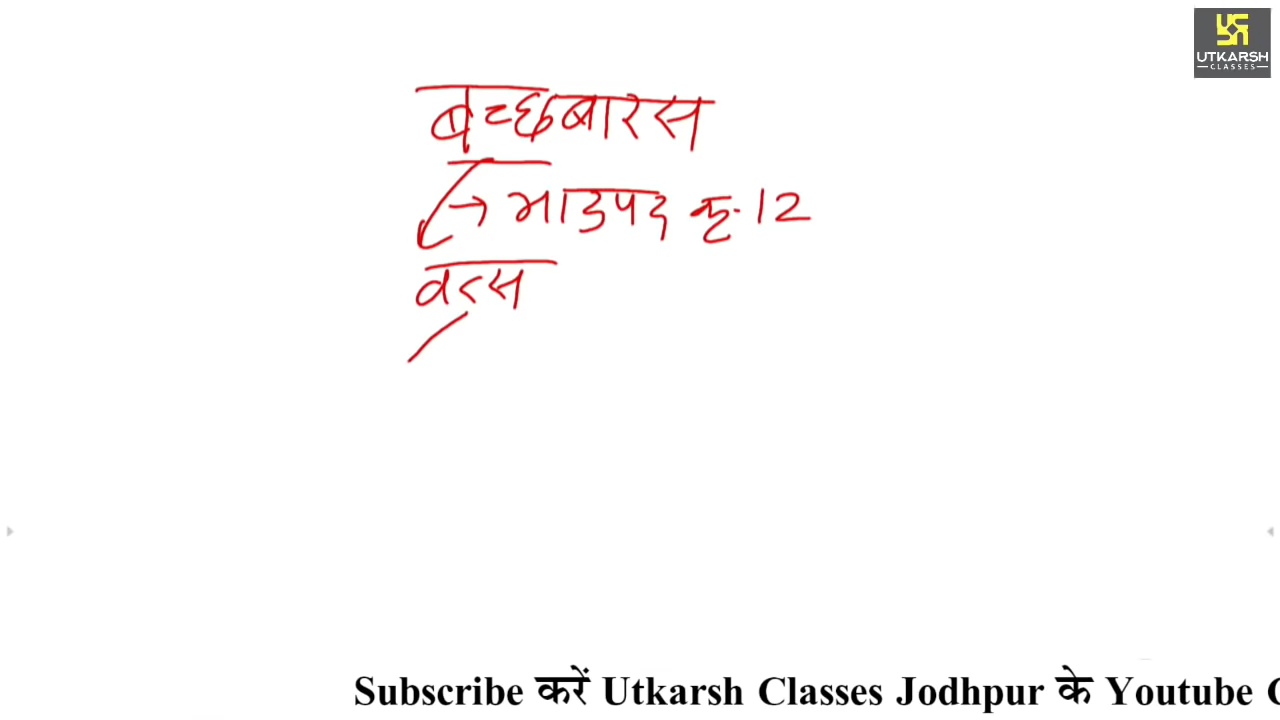 UTKARSH
CLASSES
बच्छबारस
→ भाद्रपद कृ. 12
वत्स
Subscribe करें Utkarsh Classes Jodhpur के Youtube C